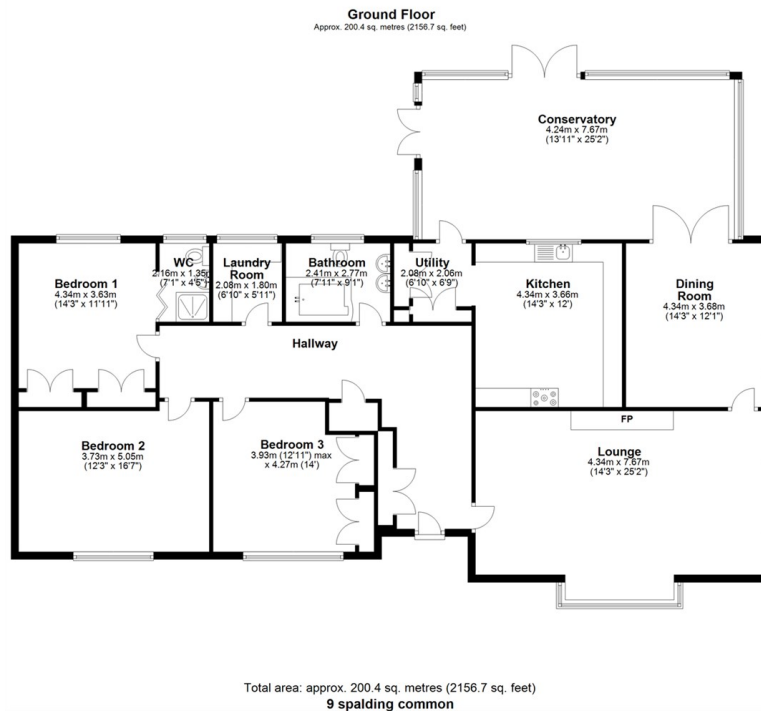 Ground Floor
Approx. 200.4 sq. metres (2156.7 sq. feet)
Conservatory
4.24m x 7.67m
(13'11" x 25'2")
Bedroom 1
4.34m x 3.63m
(14'3" x 11'11")
WC
2.16m x 1.35m
(7'1" x 4'5")
Laundry
Room
2.08m x 1.80m
(6'10" x 5'11")
Bathroom
2.41m x 2.77m
(7'11" x 9'1")
Utility
2.08m x 2.06m
(6'10" x 6'9")
Kitchen
4.34m x 3.66m
(14'3" x 12')
Dining
Room
4.34m x 3.68m
(14'3" x 12'1")
Hallway
Bedroom 2
3.73m x 5.05m
(12'3" x 16'7")
Bedroom 3
3.93m (12'11") max
x 4.27m (14')
FP
Lounge
4.34m x 7.67m
(14'3" x 25'2")
Total area: approx. 200.4 sq. metres (2156.7 sq. feet)
9 spalding common